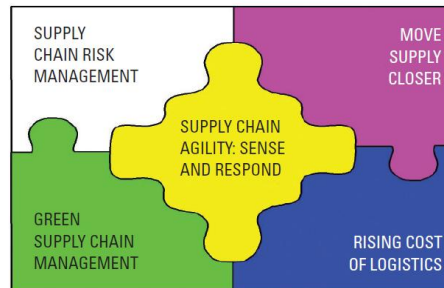 SUPPLY
CHAIN RISK
MANAGEMENT
MOVE
SUPPLY
CLOSER
SUPPLY CHAIN
AGILITY: SENSE
AND RESPOND
GREEN
SUPPLY CHAIN
MANAGEMENT
RISING COST
OF LOGISTICS